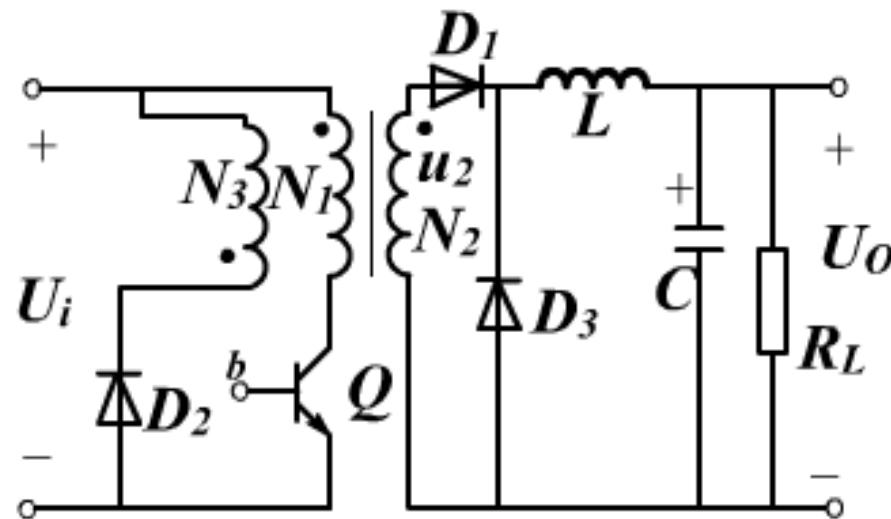 D1
+
N3 N1
u2
N2
L
+
+
Ui
b
D2
Q
D3
C
UO
RL
−
−